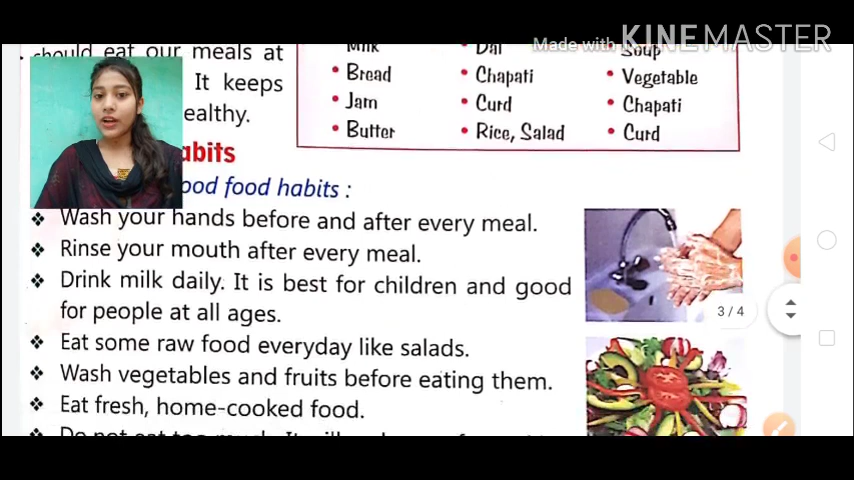 Made with KINEMASTER
should eat our meals at
It keeps
ealthy.
Milk
Bread
Jam
Butter
Dal
Chapati
Curd
Rice, Salad
Soup
Vegetable
Chapati
Curd
abits
ood food habits :
❖ Wash your hands before and after every meal.
❖ Rinse your mouth after every meal.
❖ Drink milk daily. It is best for children and good
for people at all ages.
❖ Eat some raw food everyday like salads.
❖ Wash vegetables and fruits before eating them.
❖ Eat fresh, home-cooked food.
3/4